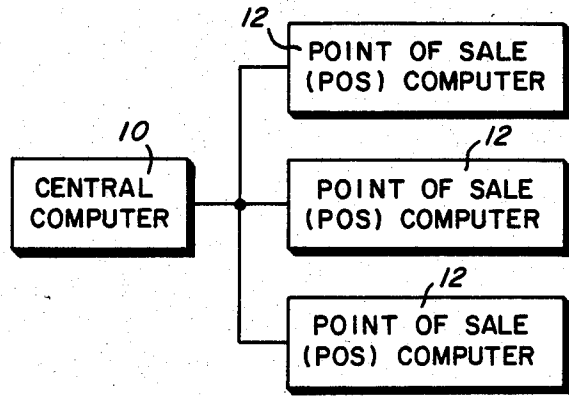 12
POINT OF SALE
(POS) COMPUTER
10
CENTRAL
COMPUTER
12
POINT OF SALE
(POS) COMPUTER
12
POINT OF SALE
(POS) COMPUTER